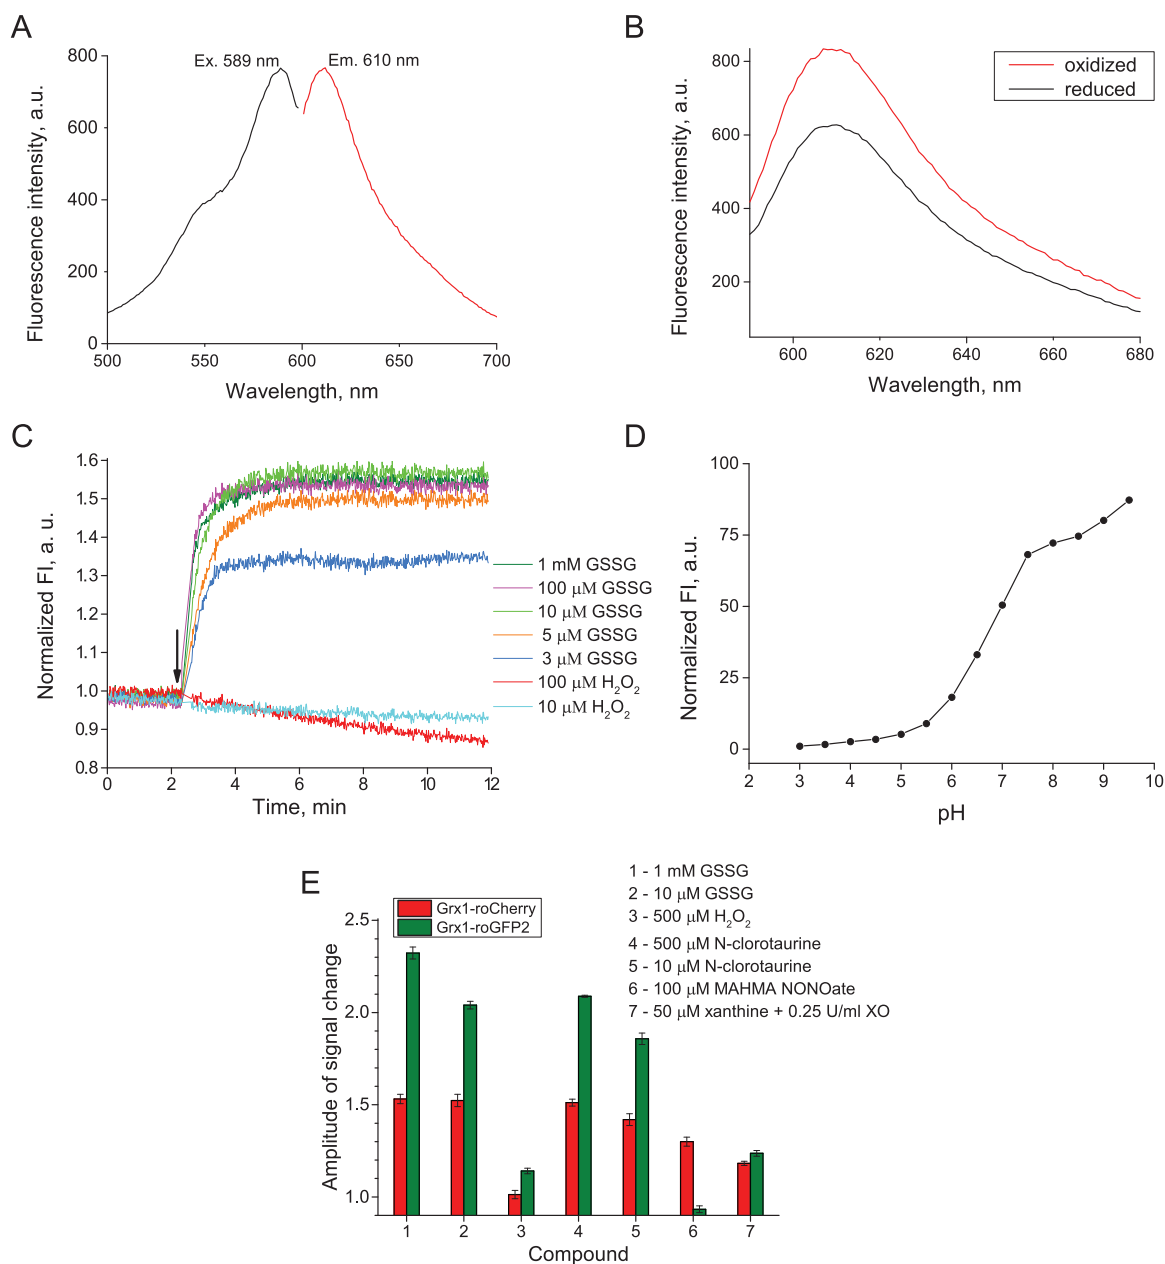 A
Fluorescence intensity, a.u.
800
600
400
200
0
Ex. 589 nm
Em. 610 nm
500
550
600
650
700
Wavelength, nm
B
Fluorescence intensity, a.u.
800
600
400
200
oxidized
reduced
600
620
640
660
680
Wavelength, nm
C
Normalized FI, a. u.
1.6
1.5
1.4
1.3
1.2
1.1
1.0
0.9
0.8
0
2
4
6
8
10
12
Time, min
1 mM GSSG
100 μM GSSG
10 μM GSSG
5 μM GSSG
3 μM GSSG
100 μM H₂O₂
10 μM H₂O₂
D
Normalized FI, a.u.
100
75
50
25
0
2
3
4
5
6
7
8
9
10
pH
E
Amplitude of signal change
2.5
2.0
1.5
1.0
Grx1-roCherry
Grx1-roGFP2
1
2
3
4
5
6
7
Compound
1 - 1 mM GSSG
2 - 10 μM GSSG
3 - 500 μM H₂O₂
4 - 500 μM N-clorotaurine
5 - 10 μM N-clorotaurine
6 - 100 μM MAHMA NONOate
7 - 50 μM xanthine + 0.25 U/ml XO